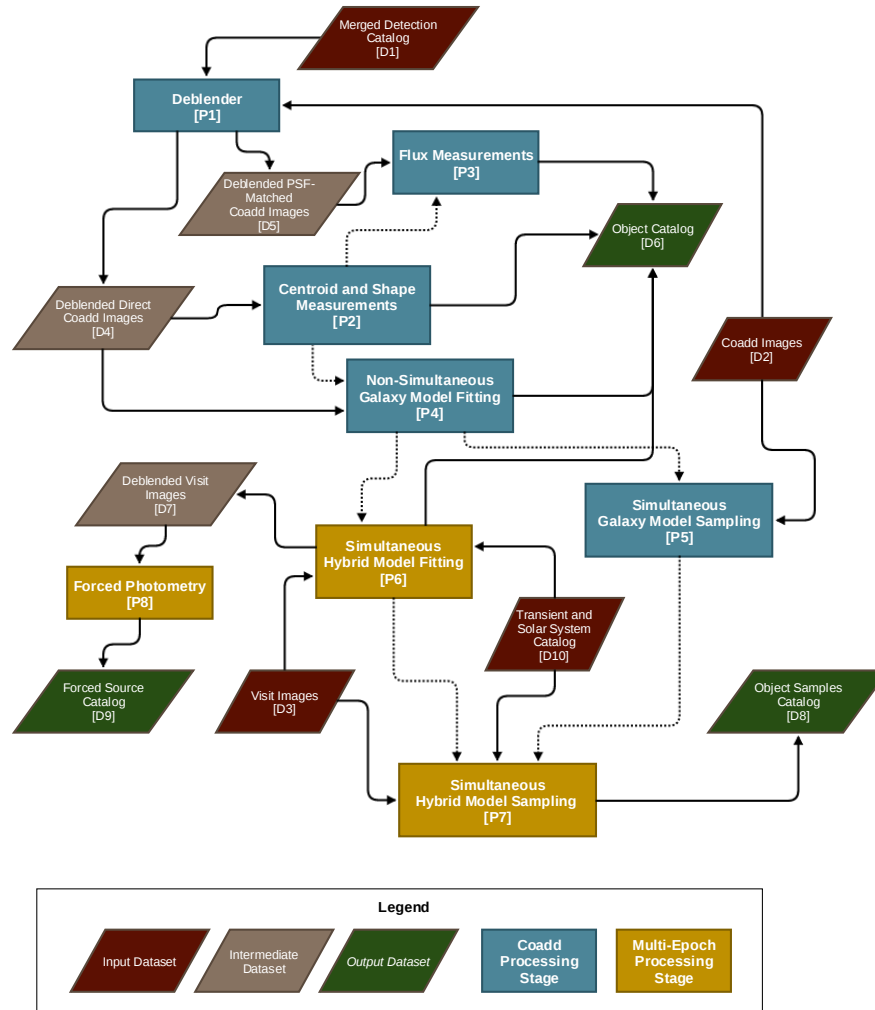 Merged Detection
Catalog
[D1]
Deblender
[P1]
Flux Measurements
[P3]
Deblended PSF-
Matched
Coadd Images
[D5]
Object Catalog
[D6]
Centroid and Shape
Measurements
[P2]
Deblended Direct
Coadd Images
[D4]
Coadd Images
[D2]
Non-Simultaneous
Galaxy Model Fitting
[P4]
Deblended Visit
Images
[D7]
Simultaneous
Galaxy Model Sampling
[P5]
Simultaneous
Hybrid Model Fitting
[P6]
Forced Photometry
[P8]
Transient and
Solar System
Catalog
[D10]
Forced Source
Catalog
[D9]
Visit Images
[D3]
Object Samples
Catalog
[D8]
Simultaneous
Hybrid Model Sampling
[P7]
Legend
Input Dataset
Intermediate
Dataset
Output Dataset
Coadd
Processing
Stage
Multi-Epoch
Processing
Stage